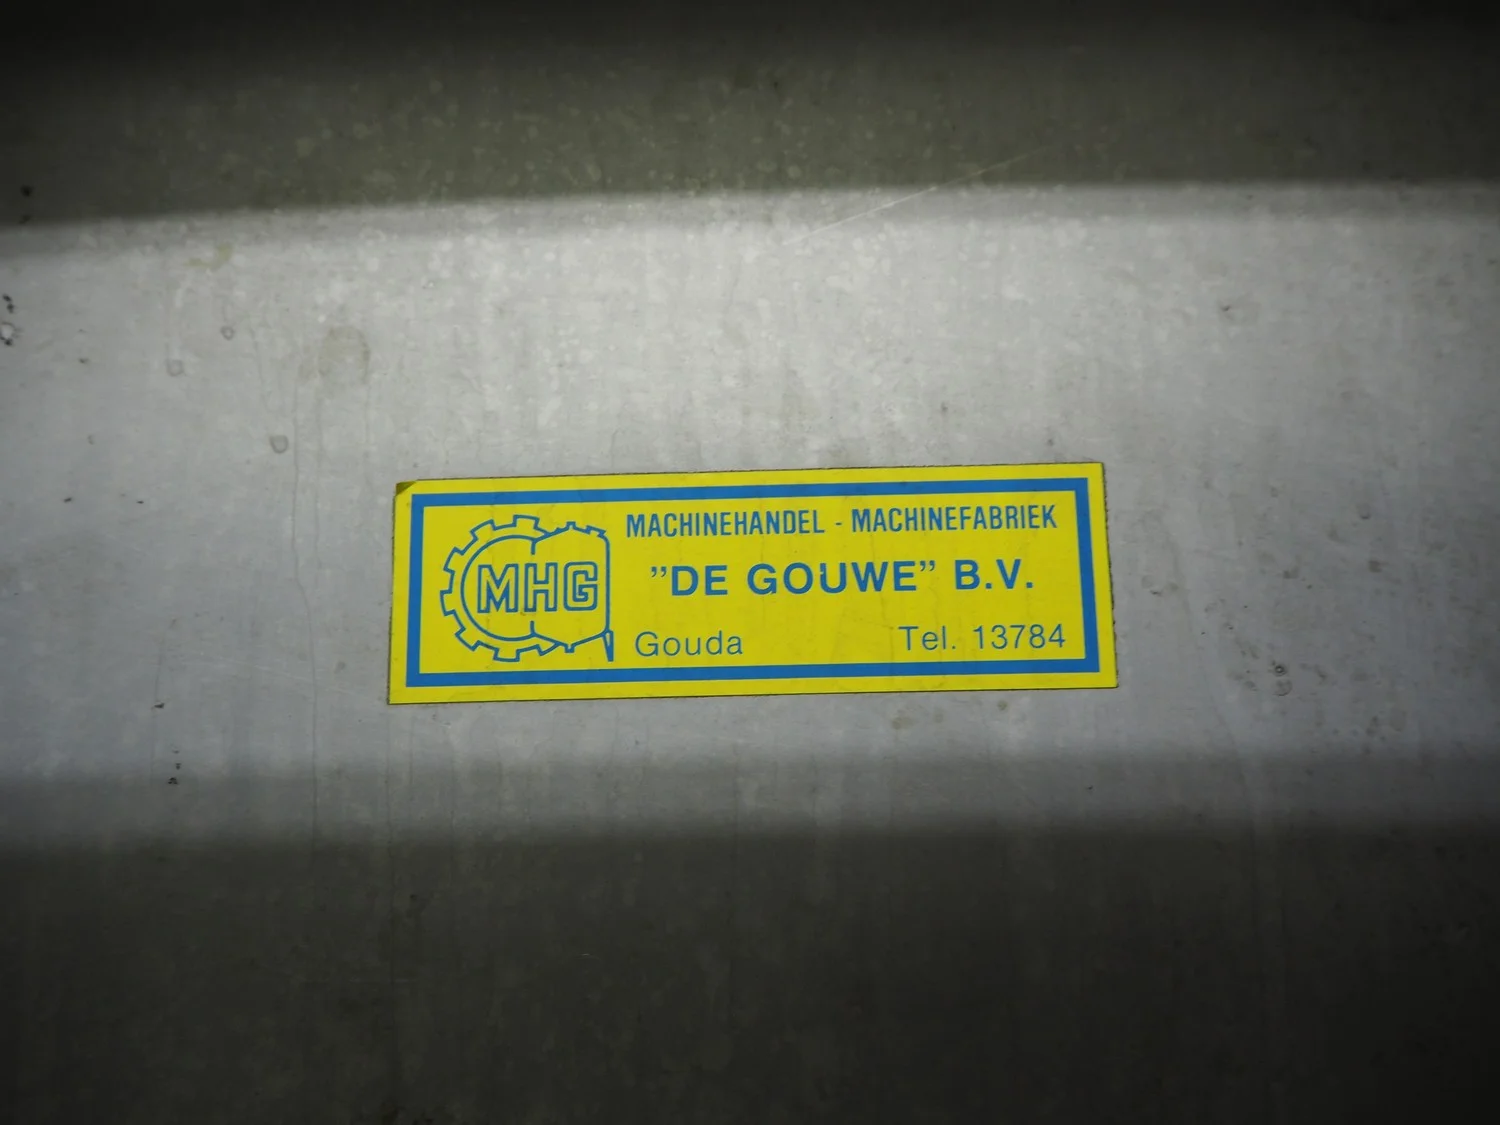 MHG
MACHINEHANDEL - MACHINEFABRIEK
”DE GOUWE” B.V.
Gouda Tel. 13784